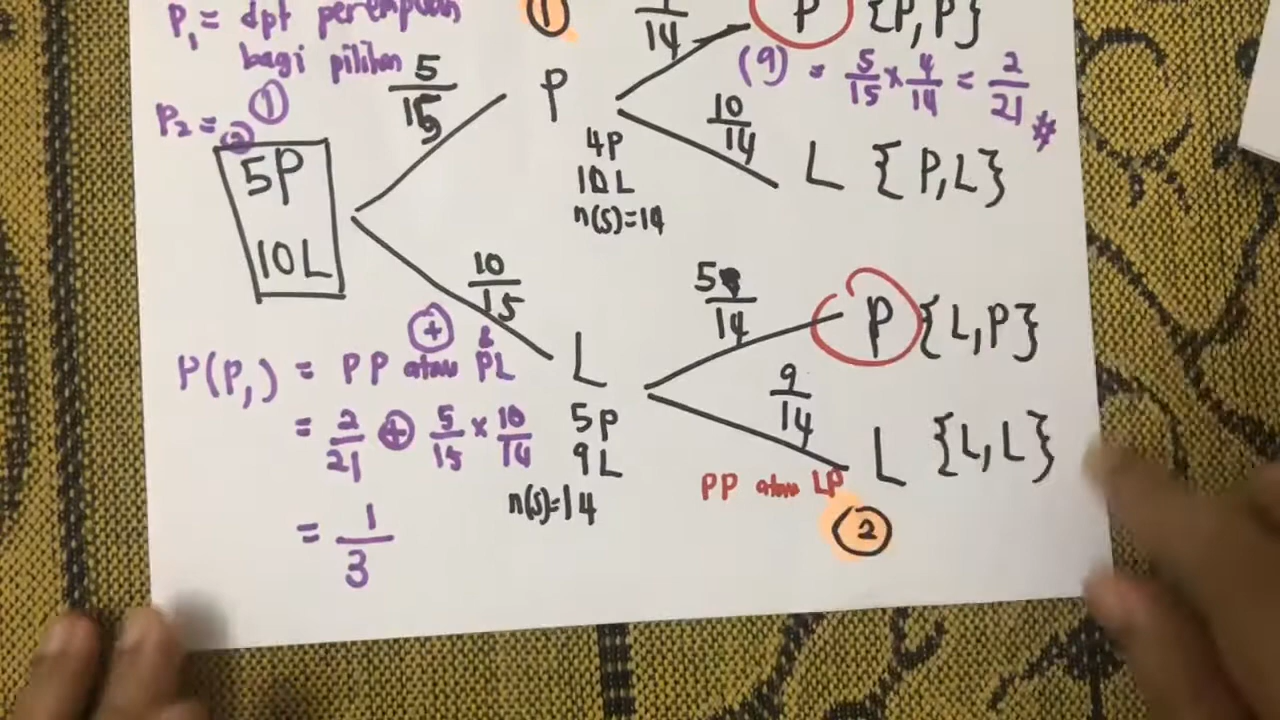 P₁ = dpt perempuan
bagi pilihan ①
P₂ = ②
5P
10L
5/15
P
4P
10L
n(S)=14
①
/14
P {P,P}
(9) = 5/15 × 4/14 = 2/21 #
10/14
L {P,L}
10/15
L
5P
9L
n(S)=14
5/14
P {L,P}
9/14
L {L,L}
PP atau LP
②
P(P₁) = PP atau PL
+ &
= 2/21 + 5/15 × 10/14
= 1/3